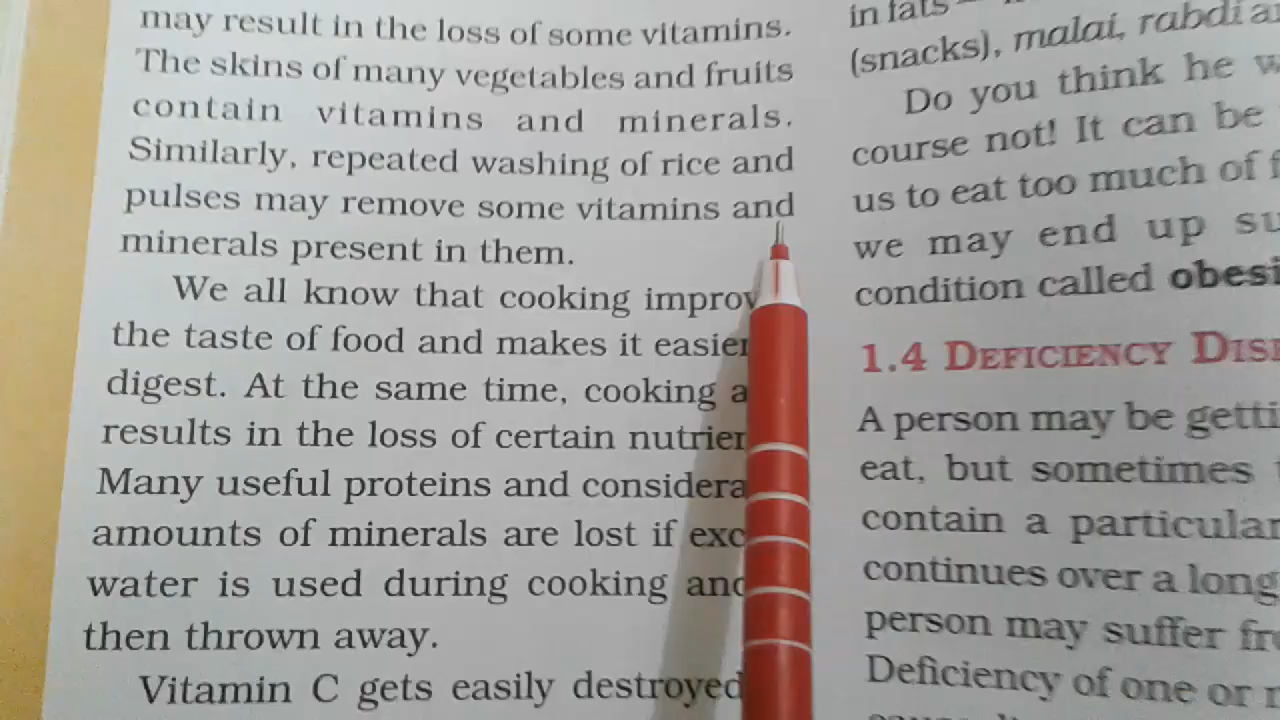 may result in the loss of some vitamins.
The skins of many vegetables and fruits
contain vitamins and minerals.
Similarly, repeated washing of rice and
pulses may remove some vitamins and
minerals present in them.
We all know that cooking improv
the taste of food and makes it easier
digest. At the same time, cooking a
results in the loss of certain nutrien
Many useful proteins and considera
amounts of minerals are lost if exc
water is used during cooking and
then thrown away.
Vitamin C gets easily destroyed
in fats
(snacks), malai, rabdi a
Do you think he w
course not! It can be
us to eat too much of f
we may end up su
condition called obesi
1.4 DEFICIENCY DISE
A person may be getti
eat, but sometimes
contain a particular
continues over a long
person may suffer fr
Deficiency of one or